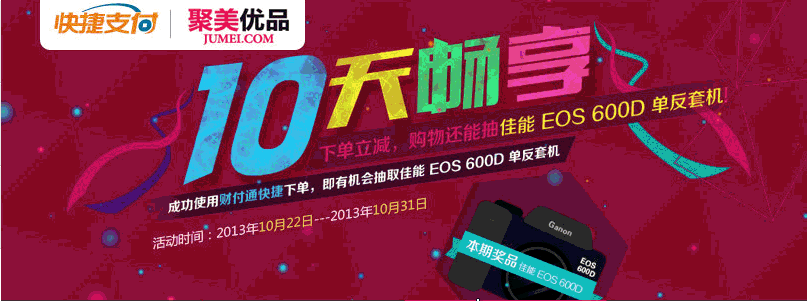 快捷支付
聚美优品
JUMEI.COM
10天畅享
下单立减，购物还能抽佳能 EOS 600D 单反套机
成功使用财付通快捷下单，即有机会抽取佳能 EOS 600D 单反套机
活动时间：2013年10月22日---2013年10月31日
Ganon
EOS
600D
本期奖品 佳能 EOS 600D